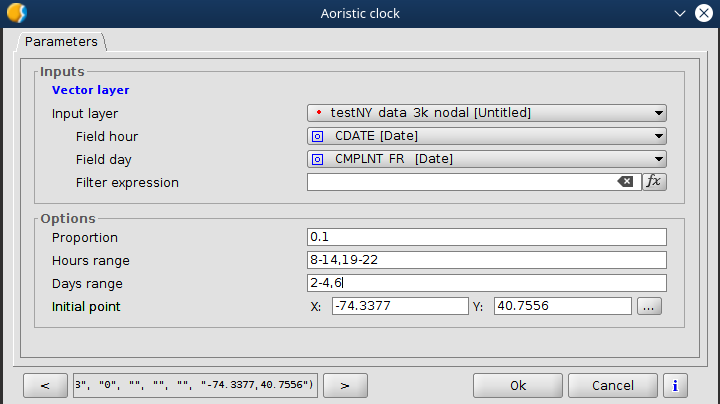 Aoristic clock
Parameters
Inputs
Vector layer
Input layer testNY data 3k nodal [Untitled]
Field hour CDATE [Date]
Field day CMPLNT FR [Date]
Filter expression fx
Options
Proportion 0.1
Hours range 8-14,19-22
Days range 2-4,6
Initial point X: -74.3377 Y: 40.7556 ...
< 3", "0", "", "", "", "-74.3377,40.7556") > Ok Cancel i